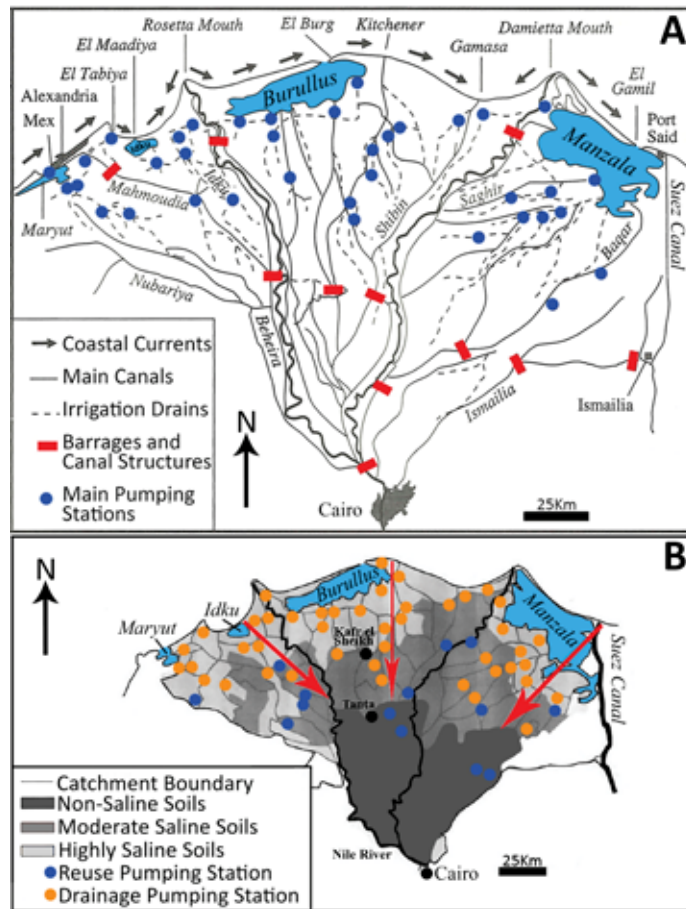 A
Rosetta Mouth
El Maadiya
El Tabiya
Alexandria
Mex
El Burg
Kitchener
Gamasa
Damietta Mouth
El
Gamil
Port
Said
Burullus
Idku
Manzala
Maryut
Mahmoudia
Idku
Shibin
Saghir
Baqar
Suez Canal
Nubariya
Beheira
Ismailia
Ismailia
Cairo
N
25Km
Coastal Currents
Main Canals
Irrigation Drains
Barrages and
Canal Structures
Main Pumping
Stations
B
N
Burullus
Idku
Maryut
Manzala
Kafr el
Sheikh
Tanta
Suez Canal
Nile River
Cairo
25Km
Catchment Boundary
Non-Saline Soils
Moderate Saline Soils
Highly Saline Soils
Reuse Pumping Station
Drainage Pumping Station